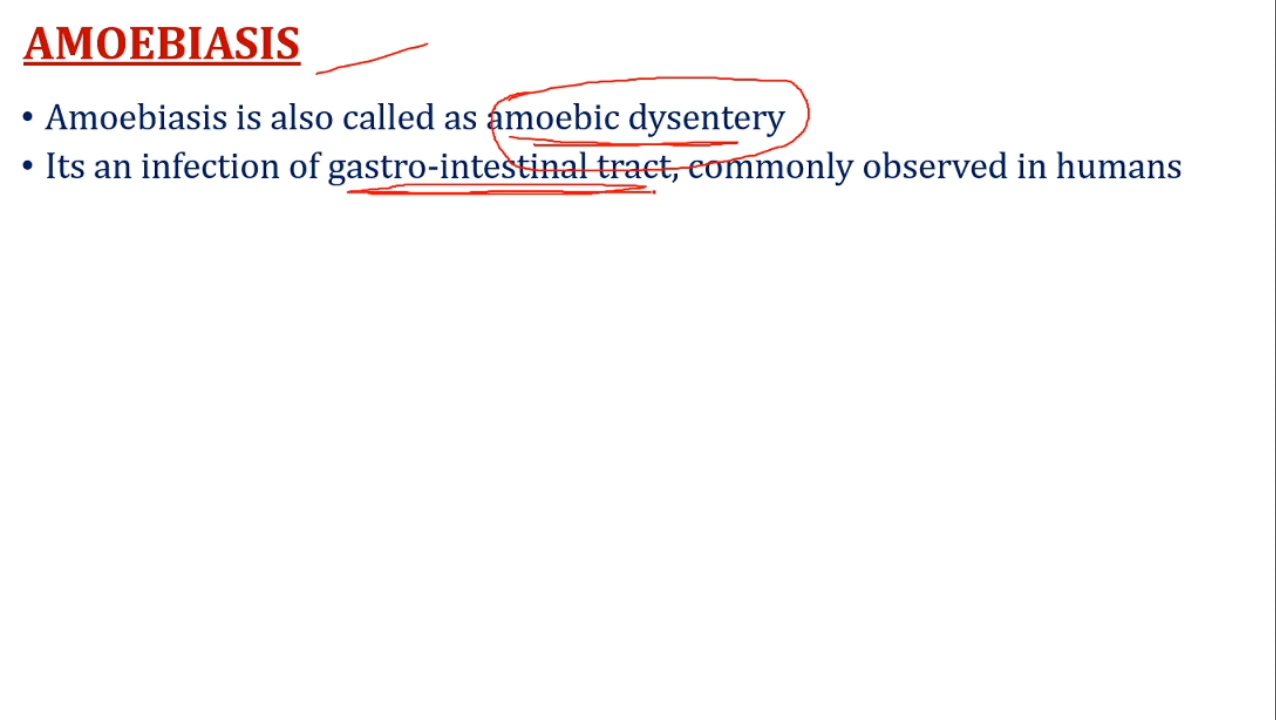 AMOEBIASIS
• Amoebiasis is also called as amoebic dysentery
• Its an infection of gastro-intestinal tract, commonly observed in humans